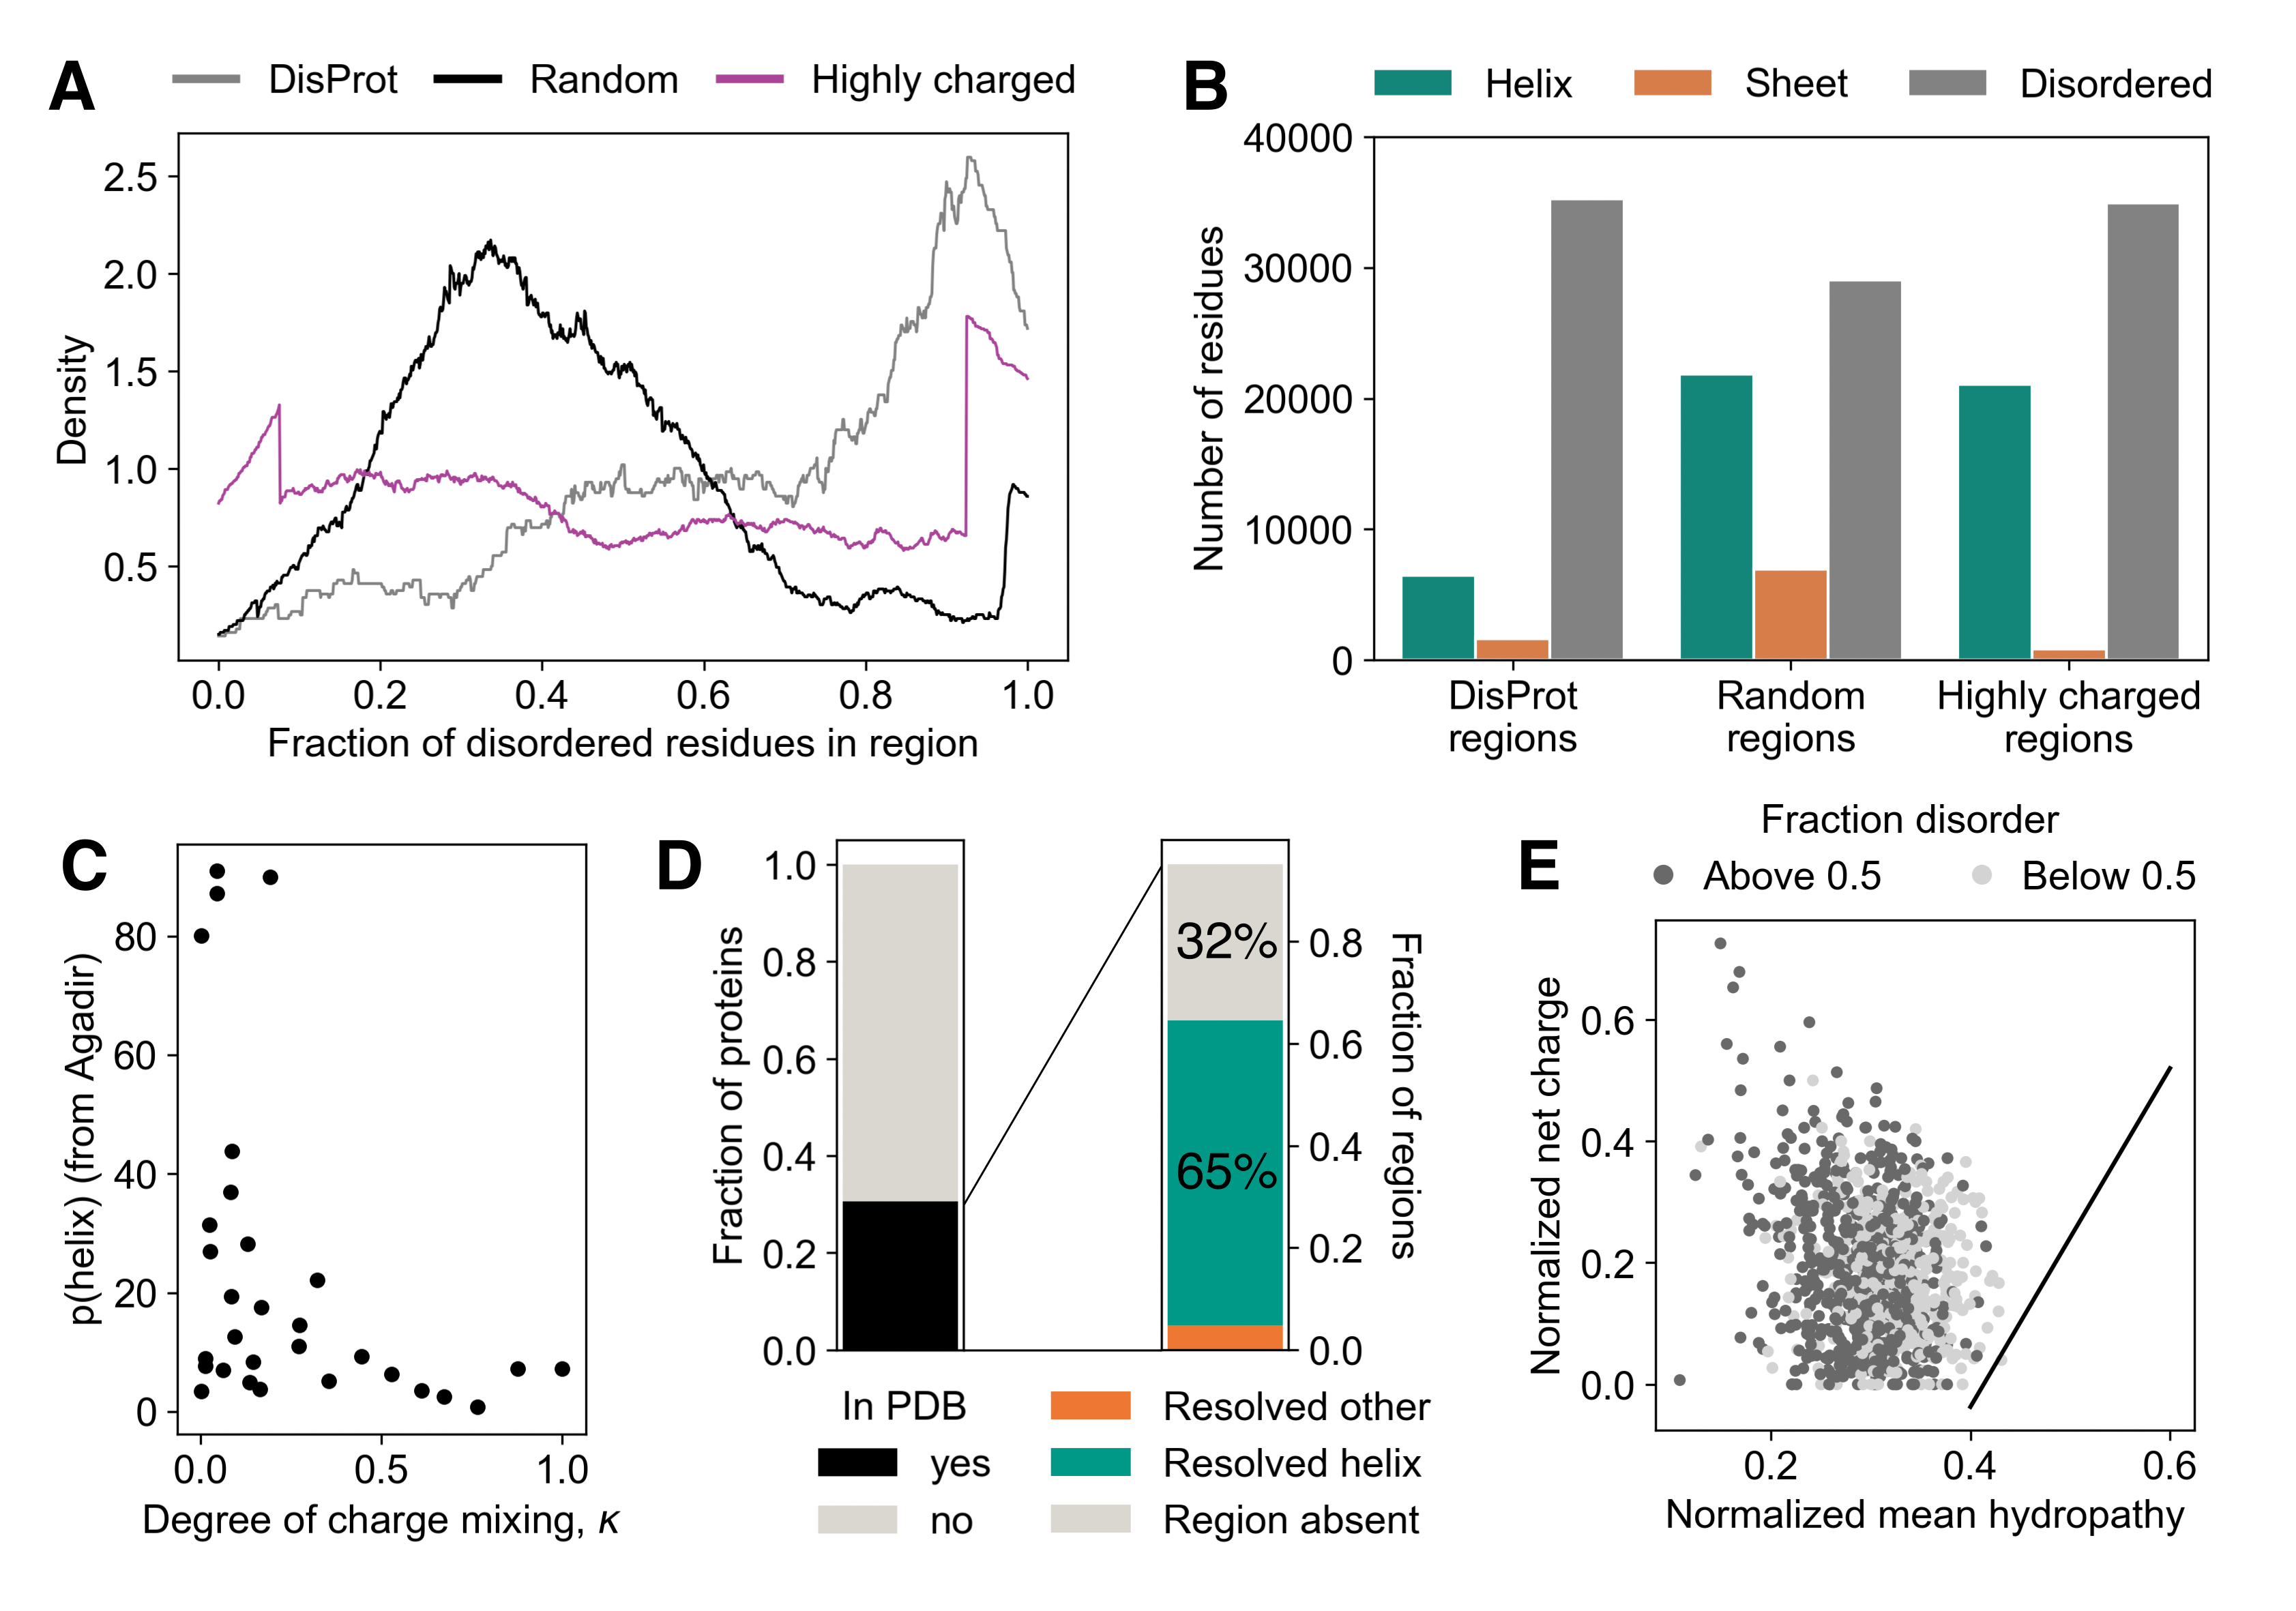 A
DisProt
Random
Highly charged
Density
2.5
2.0
1.5
1.0
0.5
0.0
0.2
0.4
0.6
0.8
1.0
Fraction of disordered residues in region
B
Helix
Sheet
Disordered
Number of residues
40000
30000
20000
10000
0
DisProt
regions
Random
regions
Highly charged
regions
C
p(helix) (from Agadir)
80
60
40
20
0
0.0
0.5
1.0
Degree of charge mixing, κ
D
Fraction of proteins
1.0
0.8
0.6
0.4
0.2
0.0
32%
65%
0.8
0.6
0.4
0.2
0.0
Fraction of regions
In PDB
yes
no
Resolved other
Resolved helix
Region absent
E
Fraction disorder
Above 0.5
Below 0.5
Normalized net charge
0.6
0.4
0.2
0.0
0.2
0.4
0.6
Normalized mean hydropathy